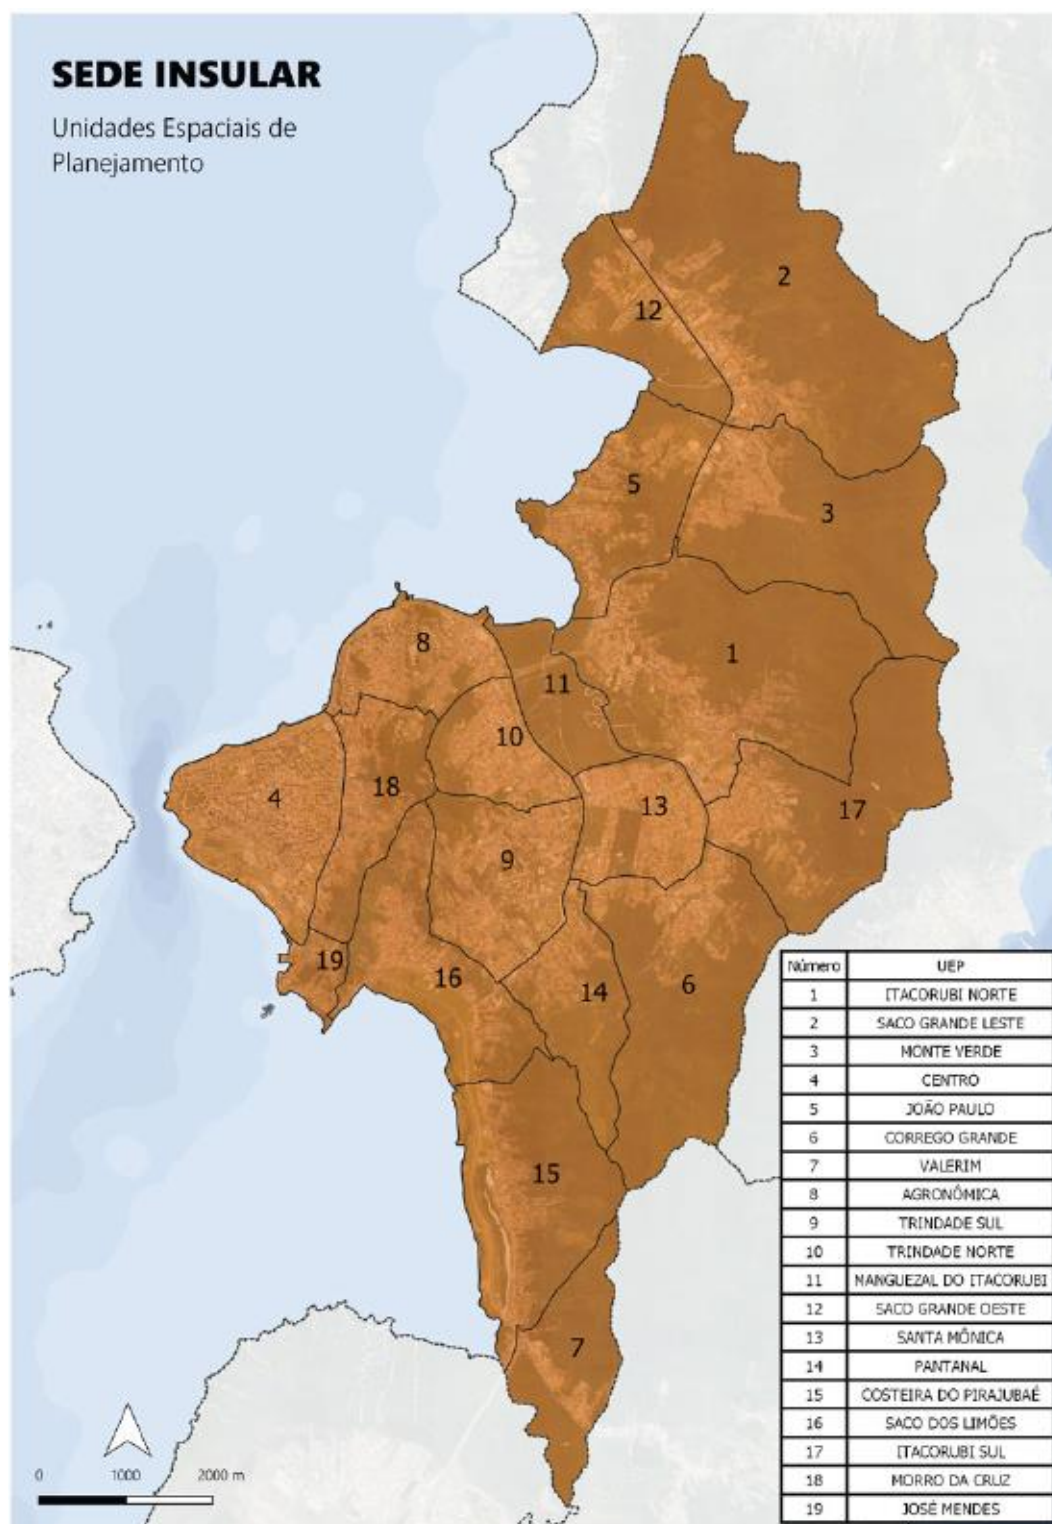 SEDE INSULAR
Unidades Espaciais de
Planejamento
2
12
5
3
8
1
11
10
4
18
13
17
9
19
16
14
6
15
7
0 1000 2000 m
Número UEP
1 ITACORUBI NORTE
2 SACO GRANDE LESTE
3 MONTE VERDE
4 CENTRO
5 JOÃO PAULO
6 CORREGO GRANDE
7 VALERIM
8 AGRONÔMICA
9 TRINDADE SUL
10 TRINDADE NORTE
11 MANGUEZAL DO ITACORUBI
12 SACO GRANDE OESTE
13 SANTA MÔNICA
14 PANTANAL
15 COSTEIRA DO PIRAJUBAÉ
16 SACO DOS LIMÕES
17 ITACORUBI SUL
18 MORRO DA CRUZ
19 JOSÉ MENDES